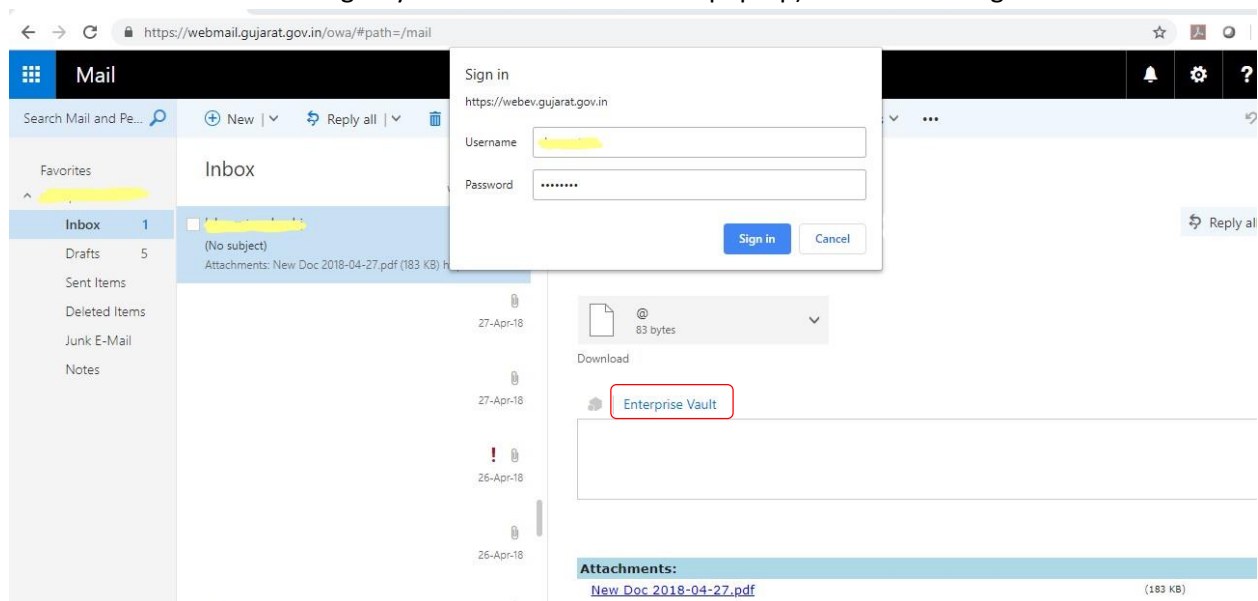 https://webmail.gujarat.gov.in/owa/#path=/mail
Mail
?
Search Mail and Pe...
New
Reply all
Sign in
https://webev.gujarat.gov.in
Username
Password ••••••••
Sign in Cancel
Favorites
Inbox 1
Drafts 5
Sent Items
Deleted Items
Junk E-Mail
Notes
Inbox
(No subject)
Attachments: New Doc 2018-04-27.pdf (183 KB)
27-Apr-18
27-Apr-18
26-Apr-18
26-Apr-18
Reply all
@
83 bytes
Download
Enterprise Vault
Attachments:
New Doc 2018-04-27.pdf (183 KB)